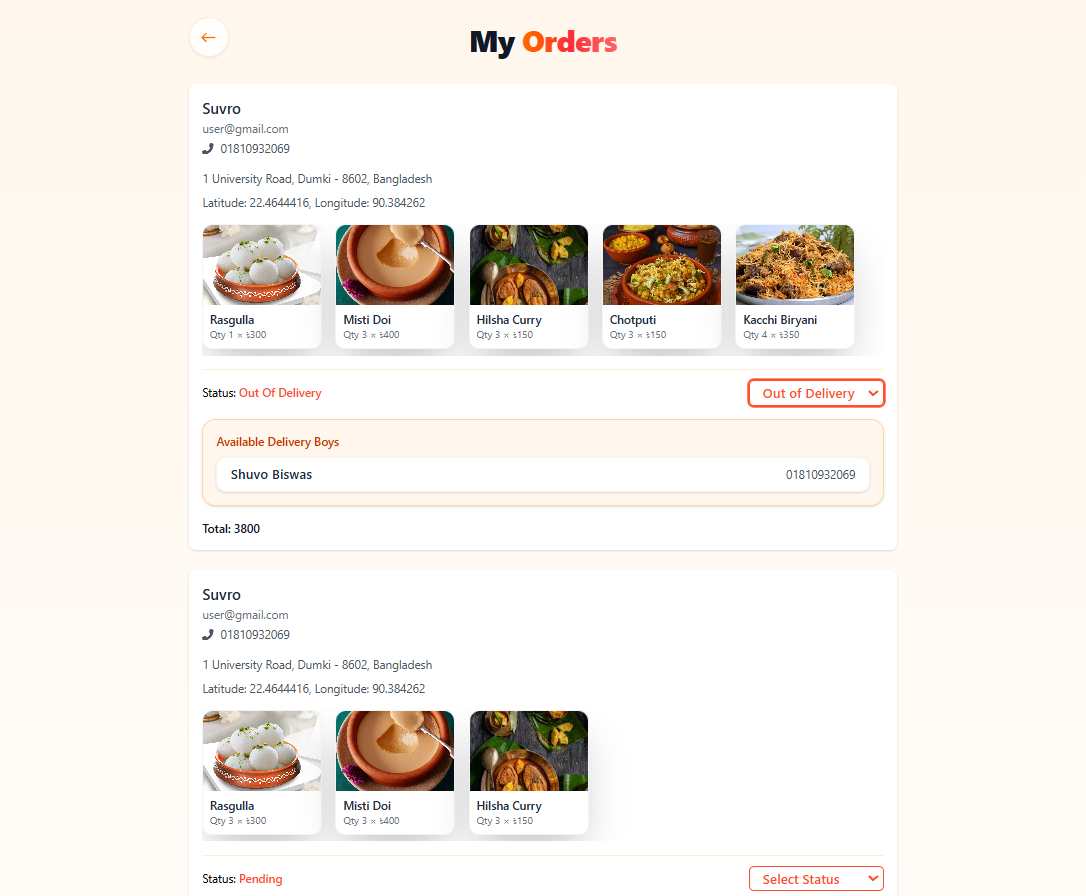 My Orders
Suvro
user@gmail.com
01810932069
1 University Road, Dumki - 8602, Bangladesh
Latitude: 22.4644416, Longitude: 90.384262
Rasgulla
Qty 1 × ৳300
Misti Doi
Qty 3 × ৳400
Hilsha Curry
Qty 3 × ৳150
Chotputi
Qty 3 × ৳150
Kacchi Biryani
Qty 4 × ৳350
Status: Out Of Delivery
Out of Delivery
Available Delivery Boys
Shuvo Biswas 01810932069
Total: 3800
Suvro
user@gmail.com
01810932069
1 University Road, Dumki - 8602, Bangladesh
Latitude: 22.4644416, Longitude: 90.384262
Rasgulla
Qty 3 × ৳300
Misti Doi
Qty 3 × ৳400
Hilsha Curry
Qty 3 × ৳150
Status: Pending
Select Status